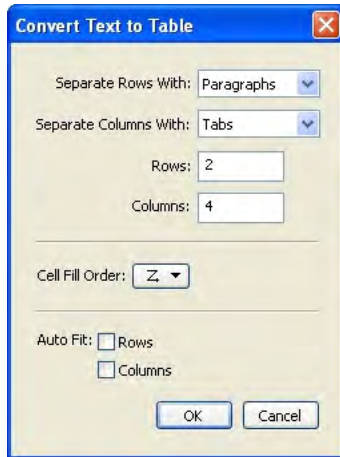 Convert Text to Table
Separate Rows With: Paragraphs
Separate Columns With: Tabs
Rows: 2
Columns: 4
Cell Fill Order:
Auto Fit: Rows
Columns
OK Cancel